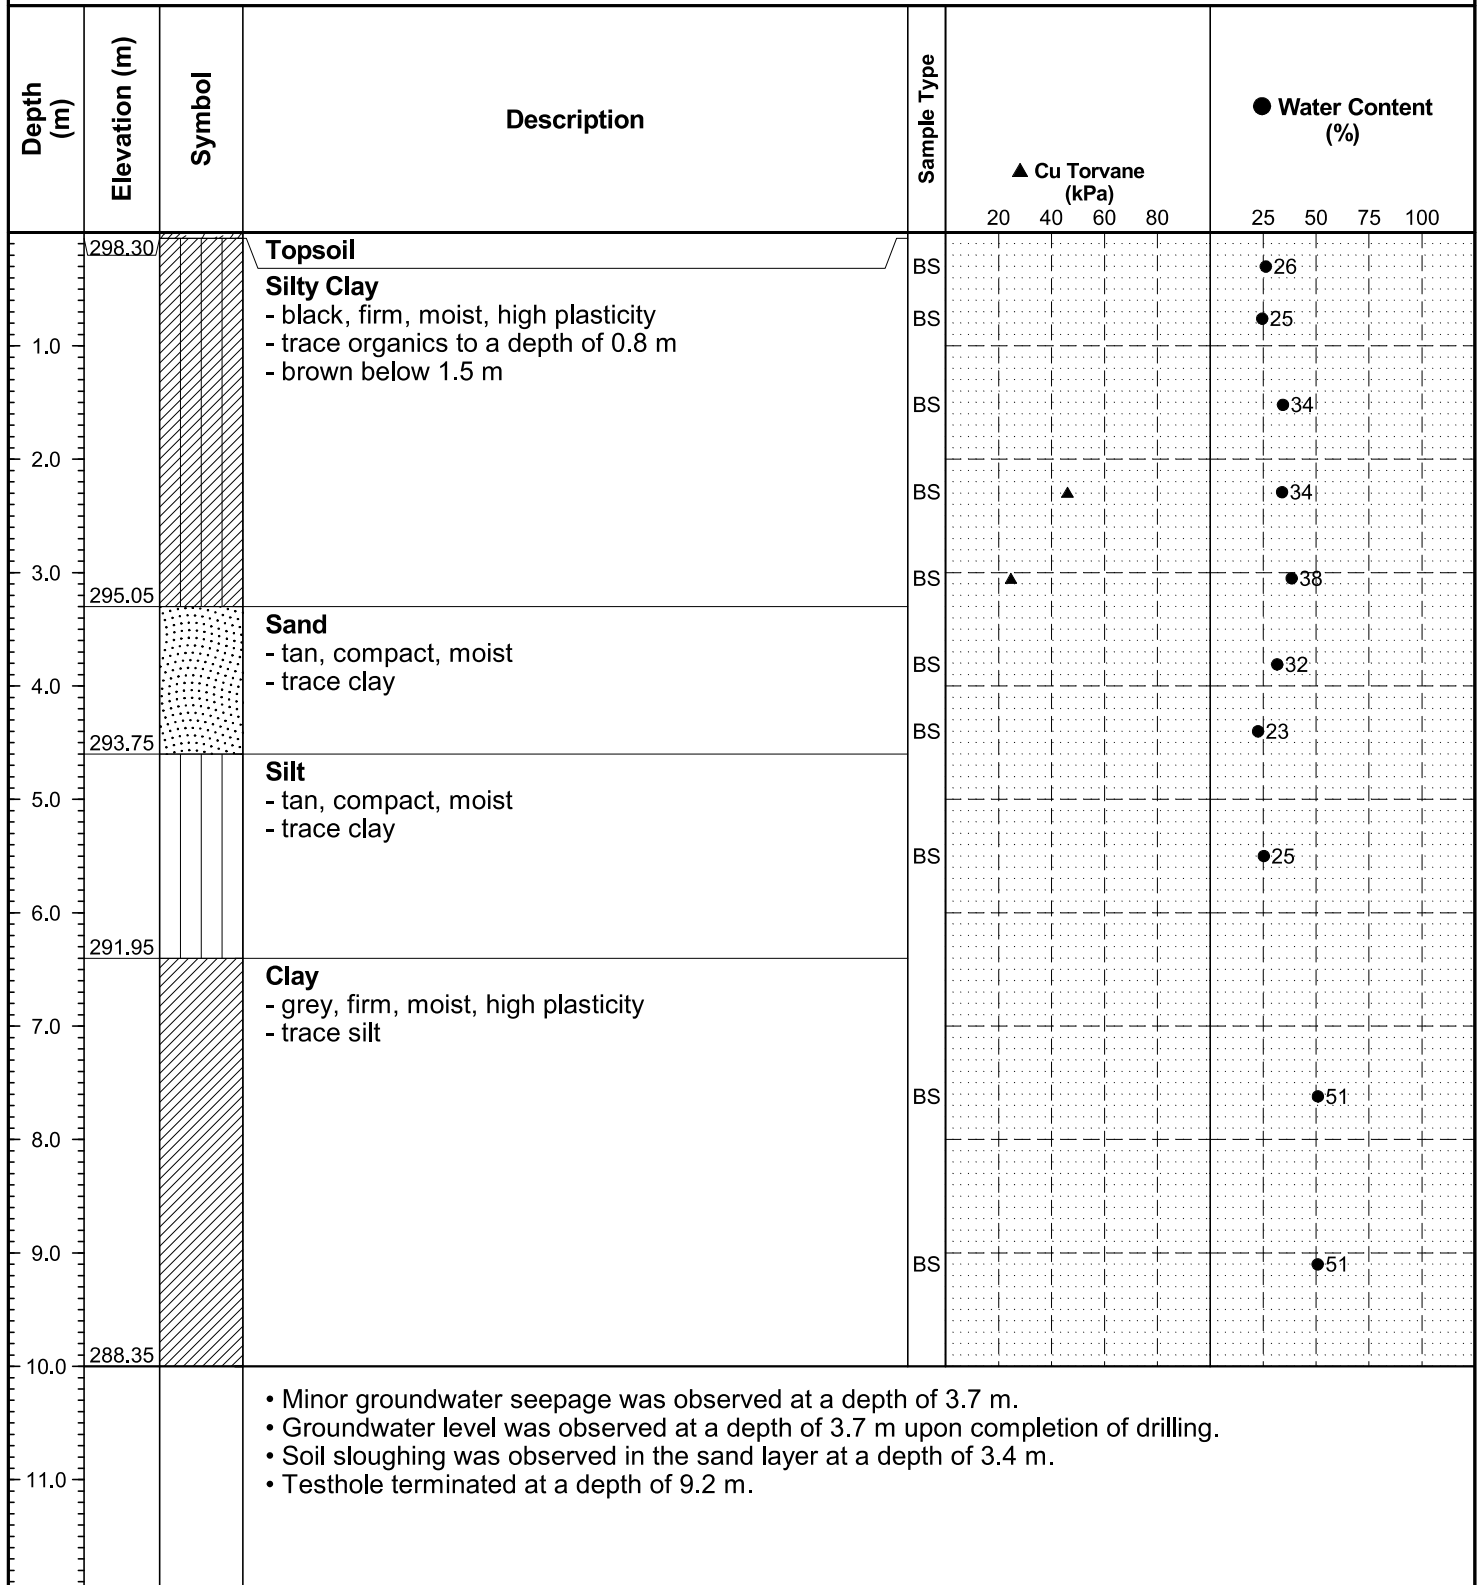 Depth
(m)
Elevation (m)
Symbol
Description
Sample Type
▲ Cu Torvane
(kPa)
20 40 60 80
● Water Content
(%)
25 50 75 100
298.30
Topsoil
BS
26
Silty Clay
- black, firm, moist, high plasticity
BS
25
1.0
- trace organics to a depth of 0.8 m
- brown below 1.5 m
BS
34
2.0
BS
34
3.0
BS
38
295.05
Sand
- tan, compact, moist
BS
32
4.0
- trace clay
BS
23
293.75
Silt
- tan, compact, moist
5.0
- trace clay
BS
25
6.0
291.95
Clay
- grey, firm, moist, high plasticity
7.0
- trace silt
BS
51
8.0
9.0
BS
51
288.35
10.0
• Minor groundwater seepage was observed at a depth of 3.7 m.
• Groundwater level was observed at a depth of 3.7 m upon completion of drilling.
• Soil sloughing was observed in the sand layer at a depth of 3.4 m.
11.0
• Testhole terminated at a depth of 9.2 m.